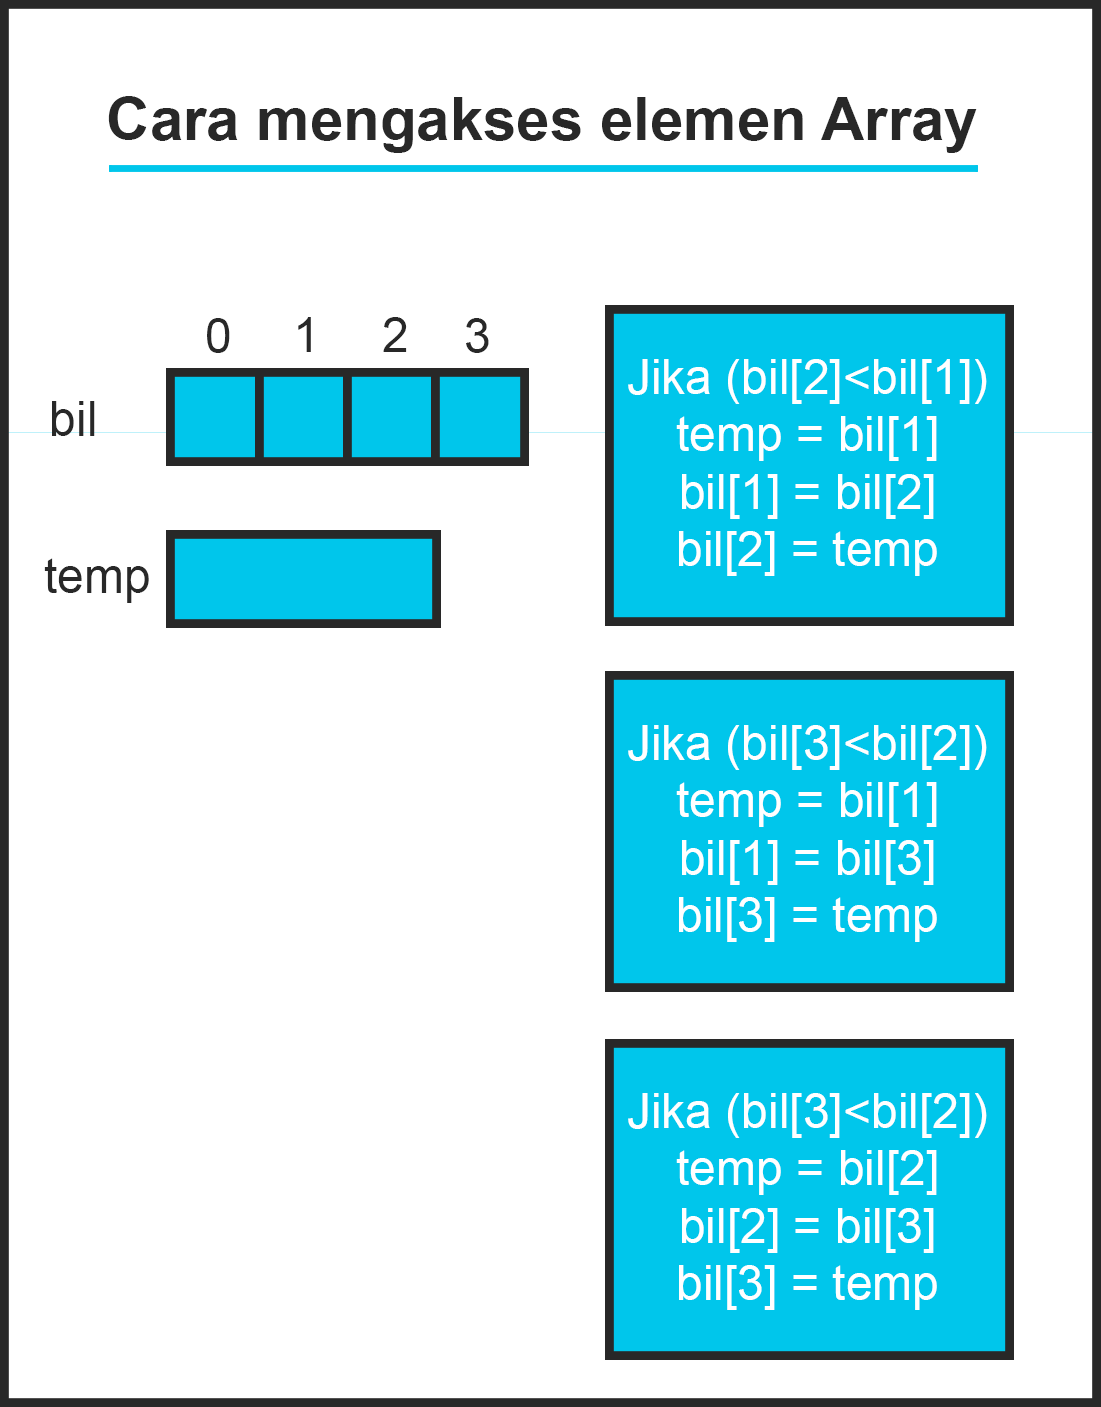 Cara mengakses elemen Array
0 1 2 3
bil
temp
Jika (bil[2]<bil[1])
temp = bil[1]
bil[1] = bil[2]
bil[2] = temp
Jika (bil[3]<bil[2])
temp = bil[1]
bil[1] = bil[3]
bil[3] = temp
Jika (bil[3]<bil[2])
temp = bil[2]
bil[2] = bil[3]
bil[3] = temp